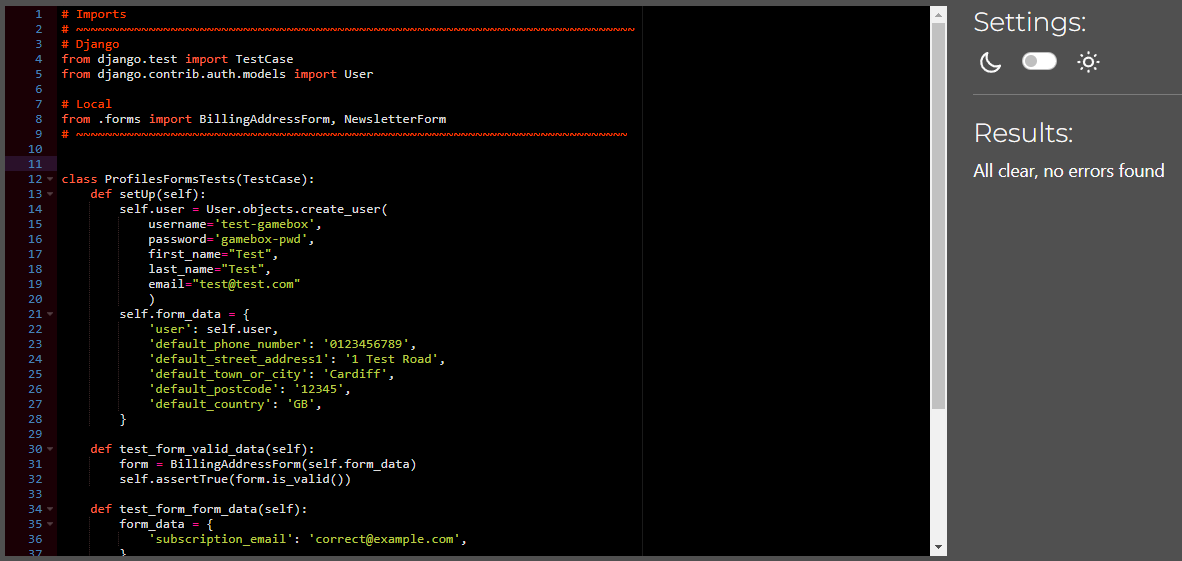 1 # Imports
2 # ~~~~~~~~~~~~~~~~~~~~~~~~~~~~~~~~~~~~~~~~~~~~~~~~~~~~~~~~~~~~~~~~~~~~~~~~~~~~~
3 # Django
4 from django.test import TestCase
5 from django.contrib.auth.models import User
6
7 # Local
8 from .forms import BillingAddressForm, NewsletterForm
9 # ~~~~~~~~~~~~~~~~~~~~~~~~~~~~~~~~~~~~~~~~~~~~~~~~~~~~~~~~~~~~~~~~~~~~~~~~~~~~
10
11
12 class ProfilesFormsTests(TestCase):
13     def setUp(self):
14         self.user = User.objects.create_user(
15             username='test-gamebox',
16             password='gamebox-pwd',
17             first_name="Test",
18             last_name="Test",
19             email="test@test.com"
20             )
21         self.form_data = {
22             'user': self.user,
23             'default_phone_number': '0123456789',
24             'default_street_address1': '1 Test Road',
25             'default_town_or_city': 'Cardiff',
26             'default_postcode': '12345',
27             'default_country': 'GB',
28         }
29
30     def test_form_valid_data(self):
31         form = BillingAddressForm(self.form_data)
32         self.assertTrue(form.is_valid())
33
34     def test_form_form_data(self):
35         form_data = {
36             'subscription_email': 'correct@example.com',
37         }
Settings:
Results:
All clear, no errors found